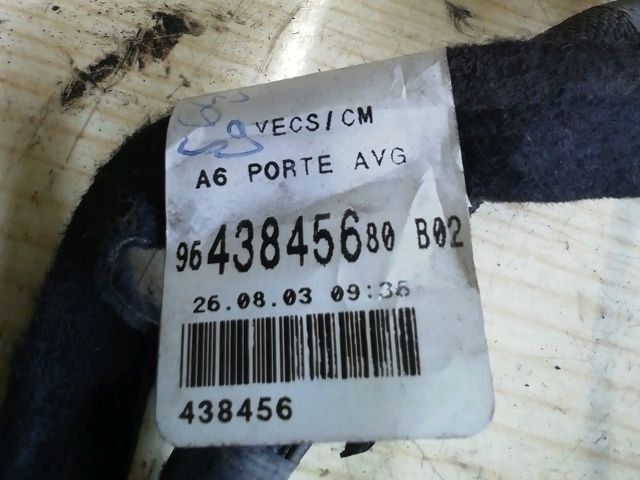 VECS/CM
A6 PORTE AVG
9643845680 B02
26.08.03 09:36
438456